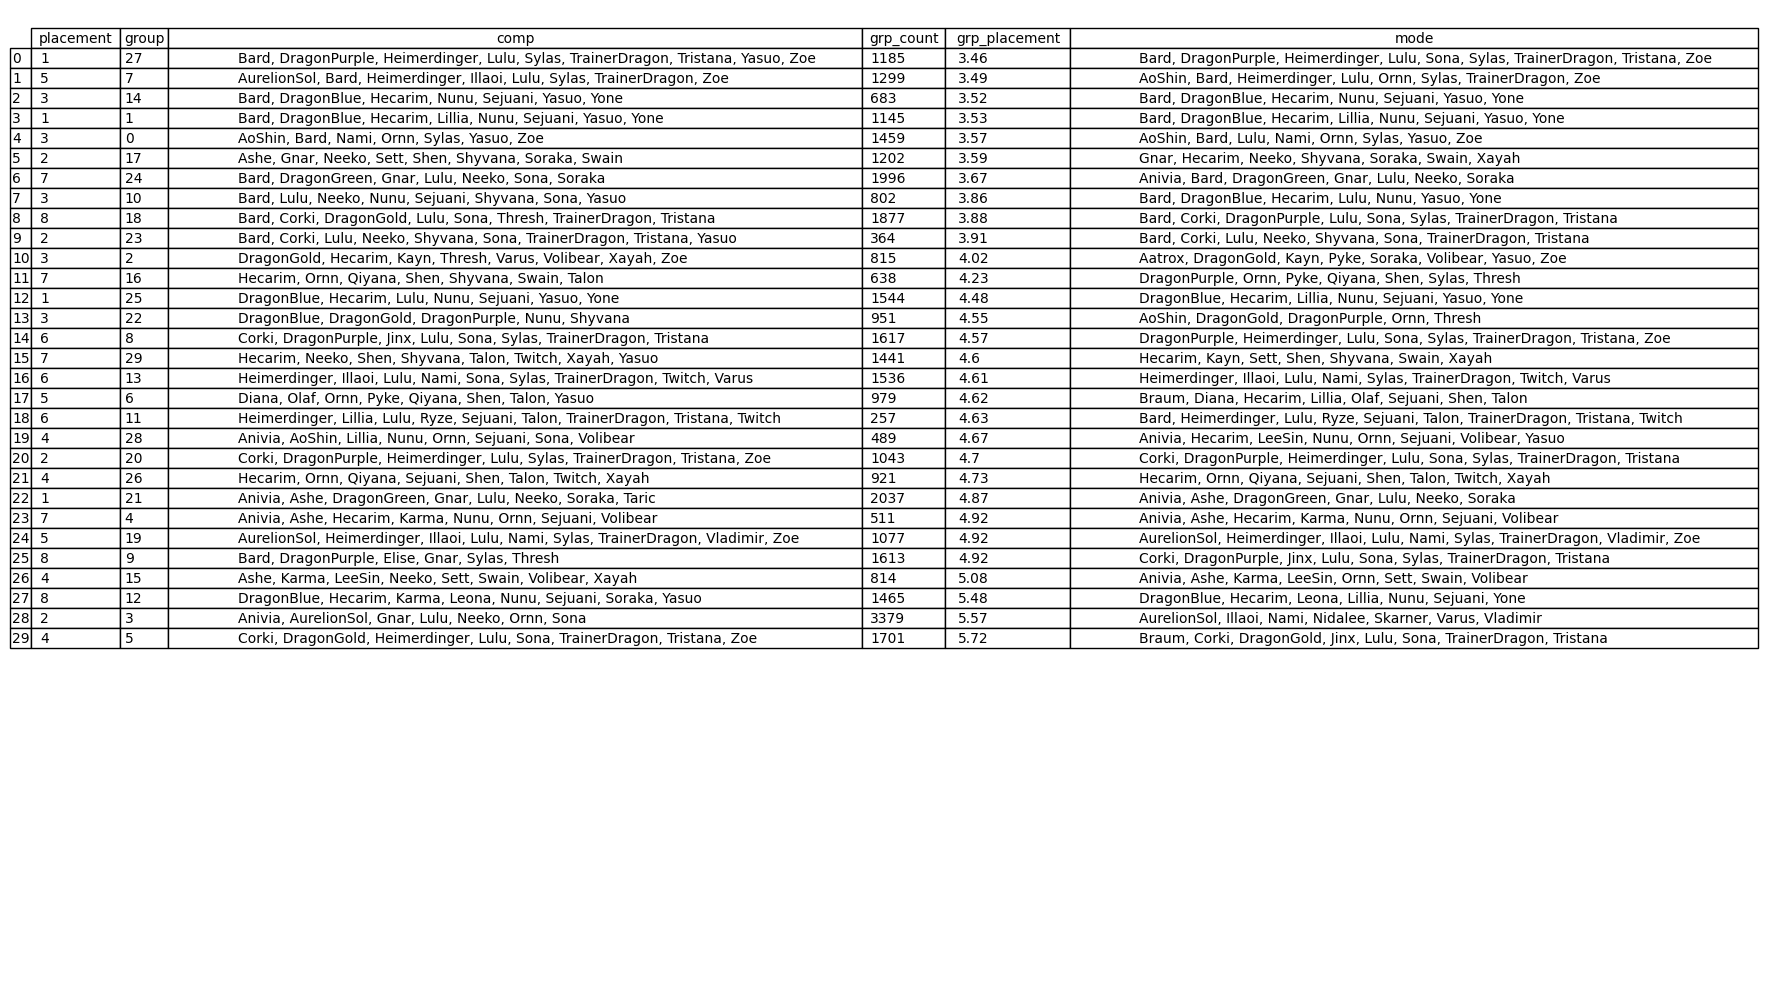 placement group comp grp_count grp_placement mode
0 1 27 Bard, DragonPurple, Heimerdinger, Lulu, Sylas, TrainerDragon, Tristana, Yasuo, Zoe 1185 3.46 Bard, DragonPurple, Heimerdinger, Lulu, Sona, Sylas, TrainerDragon, Tristana, Zoe
1 5 7 AurelionSol, Bard, Heimerdinger, Illaoi, Lulu, Sylas, TrainerDragon, Zoe 1299 3.49 AoShin, Bard, Heimerdinger, Lulu, Ornn, Sylas, TrainerDragon, Zoe
2 3 14 Bard, DragonBlue, Hecarim, Nunu, Sejuani, Yasuo, Yone 683 3.52 Bard, DragonBlue, Hecarim, Nunu, Sejuani, Yasuo, Yone
3 1 1 Bard, DragonBlue, Hecarim, Lillia, Nunu, Sejuani, Yasuo, Yone 1145 3.53 Bard, DragonBlue, Hecarim, Lillia, Nunu, Sejuani, Yasuo, Yone
4 3 0 AoShin, Bard, Nami, Ornn, Sylas, Yasuo, Zoe 1459 3.57 AoShin, Bard, Lulu, Nami, Ornn, Sylas, Yasuo, Zoe
5 2 17 Ashe, Gnar, Neeko, Sett, Shen, Shyvana, Soraka, Swain 1202 3.59 Gnar, Hecarim, Neeko, Shyvana, Soraka, Swain, Xayah
6 7 24 Bard, DragonGreen, Gnar, Lulu, Neeko, Sona, Soraka 1996 3.67 Anivia, Bard, DragonGreen, Gnar, Lulu, Neeko, Soraka
7 3 10 Bard, Lulu, Neeko, Nunu, Sejuani, Shyvana, Sona, Yasuo 802 3.86 Bard, DragonBlue, Hecarim, Lulu, Nunu, Yasuo, Yone
8 8 18 Bard, Corki, DragonGold, Lulu, Sona, Thresh, TrainerDragon, Tristana 1877 3.88 Bard, Corki, DragonPurple, Lulu, Sona, Sylas, TrainerDragon, Tristana
9 2 23 Bard, Corki, Lulu, Neeko, Shyvana, Sona, TrainerDragon, Tristana, Yasuo 364 3.91 Bard, Corki, Lulu, Neeko, Shyvana, Sona, TrainerDragon, Tristana
10 3 2 DragonGold, Hecarim, Kayn, Thresh, Varus, Volibear, Xayah, Zoe 815 4.02 Aatrox, DragonGold, Kayn, Pyke, Soraka, Volibear, Yasuo, Zoe
11 7 16 Hecarim, Ornn, Qiyana, Shen, Shyvana, Swain, Talon 638 4.23 DragonPurple, Ornn, Pyke, Qiyana, Shen, Sylas, Thresh
12 1 25 DragonBlue, Hecarim, Lulu, Nunu, Sejuani, Yasuo, Yone 1544 4.48 DragonBlue, Hecarim, Lillia, Nunu, Sejuani, Yasuo, Yone
13 3 22 DragonBlue, DragonGold, DragonPurple, Nunu, Shyvana 951 4.55 AoShin, DragonGold, DragonPurple, Ornn, Thresh
14 6 8 Corki, DragonPurple, Jinx, Lulu, Sona, Sylas, TrainerDragon, Tristana 1617 4.57 DragonPurple, Heimerdinger, Lulu, Sona, Sylas, TrainerDragon, Tristana, Zoe
15 7 29 Hecarim, Neeko, Shen, Shyvana, Talon, Twitch, Xayah, Yasuo 1441 4.6 Hecarim, Kayn, Sett, Shen, Shyvana, Swain, Xayah
16 6 13 Heimerdinger, Illaoi, Lulu, Nami, Sona, Sylas, TrainerDragon, Twitch, Varus 1536 4.61 Heimerdinger, Illaoi, Lulu, Nami, Sylas, TrainerDragon, Twitch, Varus
17 5 6 Diana, Olaf, Ornn, Pyke, Qiyana, Shen, Talon, Yasuo 979 4.62 Braum, Diana, Hecarim, Lillia, Olaf, Sejuani, Shen, Talon
18 6 11 Heimerdinger, Lillia, Lulu, Ryze, Sejuani, Talon, TrainerDragon, Tristana, Twitch 257 4.63 Bard, Heimerdinger, Lulu, Ryze, Sejuani, Talon, TrainerDragon, Tristana, Twitch
19 4 28 Anivia, AoShin, Lillia, Nunu, Ornn, Sejuani, Sona, Volibear 489 4.67 Anivia, Hecarim, LeeSin, Nunu, Ornn, Sejuani, Volibear, Yasuo
20 2 20 Corki, DragonPurple, Heimerdinger, Lulu, Sylas, TrainerDragon, Tristana, Zoe 1043 4.7 Corki, DragonPurple, Heimerdinger, Lulu, Sona, Sylas, TrainerDragon, Tristana
21 4 26 Hecarim, Ornn, Qiyana, Sejuani, Shen, Talon, Twitch, Xayah 921 4.73 Hecarim, Ornn, Qiyana, Sejuani, Shen, Talon, Twitch, Xayah
22 1 21 Anivia, Ashe, DragonGreen, Gnar, Lulu, Neeko, Soraka, Taric 2037 4.87 Anivia, Ashe, DragonGreen, Gnar, Lulu, Neeko, Soraka
23 7 4 Anivia, Ashe, Hecarim, Karma, Nunu, Ornn, Sejuani, Volibear 511 4.92 Anivia, Ashe, Hecarim, Karma, Nunu, Ornn, Sejuani, Volibear
24 5 19 AurelionSol, Heimerdinger, Illaoi, Lulu, Nami, Sylas, TrainerDragon, Vladimir, Zoe 1077 4.92 AurelionSol, Heimerdinger, Illaoi, Lulu, Nami, Sylas, TrainerDragon, Vladimir, Zoe
25 8 9 Bard, DragonPurple, Elise, Gnar, Sylas, Thresh 1613 4.92 Corki, DragonPurple, Jinx, Lulu, Sona, Sylas, TrainerDragon, Tristana
26 4 15 Ashe, Karma, LeeSin, Neeko, Sett, Swain, Volibear, Xayah 814 5.08 Anivia, Ashe, Karma, LeeSin, Ornn, Sett, Swain, Volibear
27 8 12 DragonBlue, Hecarim, Karma, Leona, Nunu, Sejuani, Soraka, Yasuo 1465 5.48 DragonBlue, Hecarim, Leona, Lillia, Nunu, Sejuani, Yone
28 2 3 Anivia, AurelionSol, Gnar, Lulu, Neeko, Ornn, Sona 3379 5.57 AurelionSol, Illaoi, Nami, Nidalee, Skarner, Varus, Vladimir
29 4 5 Corki, DragonGold, Heimerdinger, Lulu, Sona, TrainerDragon, Tristana, Zoe 1701 5.72 Braum, Corki, DragonGold, Jinx, Lulu, Sona, TrainerDragon, Tristana